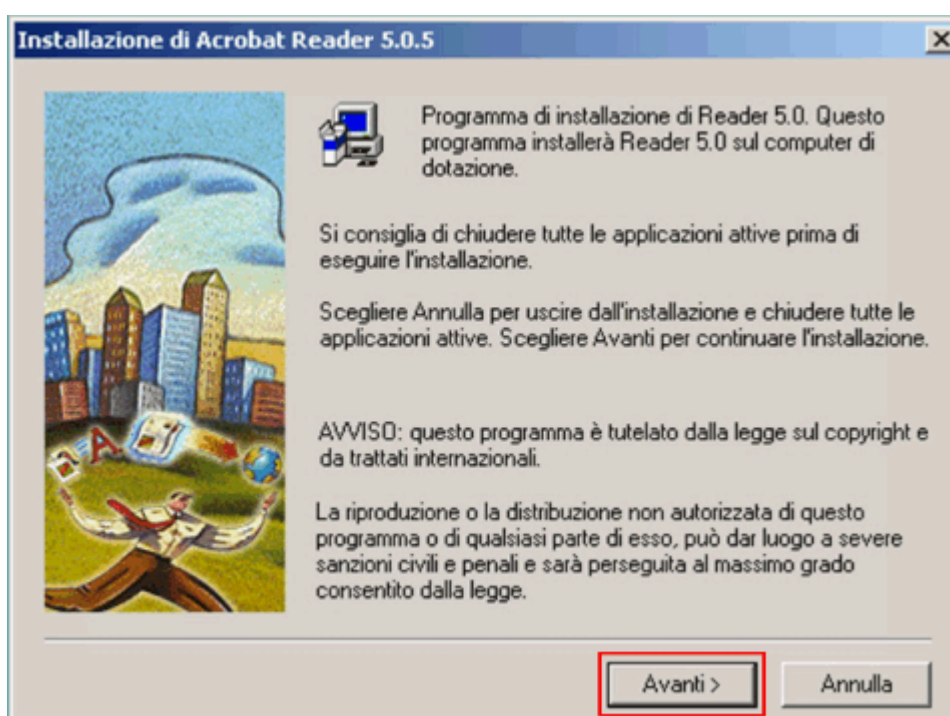 Installazione di Acrobat Reader 5.0.5
Programma di installazione di Reader 5.0. Questo
programma installerà Reader 5.0 sul computer di
dotazione.
Si consiglia di chiudere tutte le applicazioni attive prima di
eseguire l'installazione.
Scegliere Annulla per uscire dall'installazione e chiudere tutte le
applicazioni attive. Scegliere Avanti per continuare l'installazione.
AVVISO: questo programma è tutelato dalla legge sul copyright e
da trattati internazionali.
La riproduzione o la distribuzione non autorizzata di questo
programma o di qualsiasi parte di esso, può dar luogo a severe
sanzioni civili e penali e sarà perseguita al massimo grado
consentito dalla legge.
Avanti >
Annulla